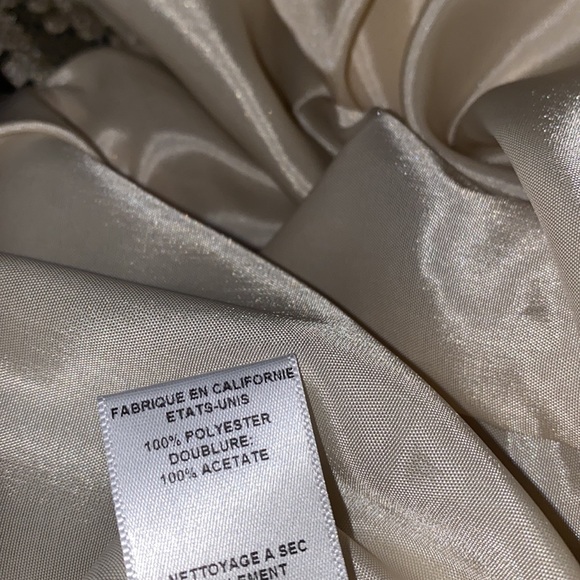 FABRIQUE EN CALIFORNIE
ETATS-UNIS
100% POLYESTER
DOUBLURE:
100% ACETATE
NETTOYAGE A SEC